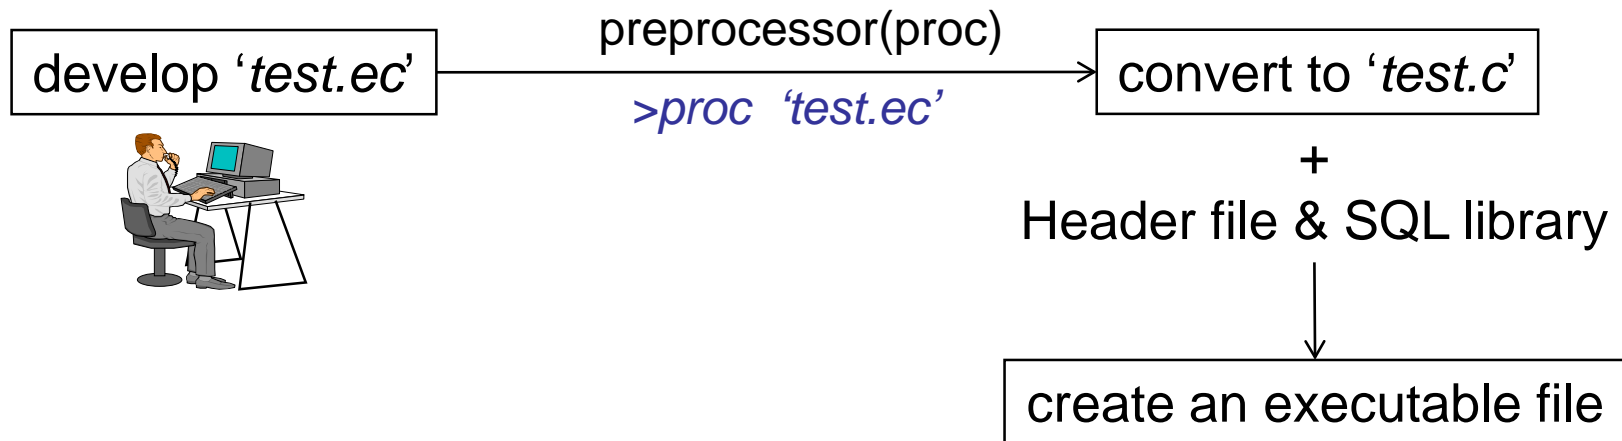 preprocessor(proc)
develop ‘test.ec’
convert to ‘test.c’
>proc ‘test.ec’
+
Header file & SQL library
create an executable file